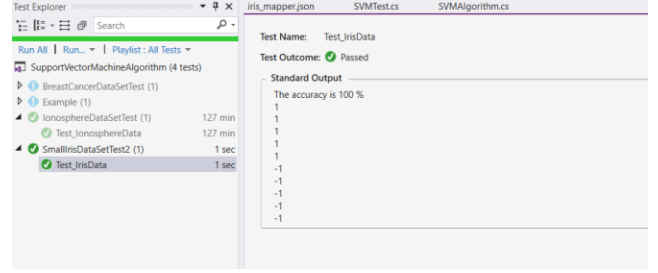 Test Explorer
Search
Run All | Run... | Playlist : All Tests
SupportVectorMachineAlgorithm (4 tests)
BreastCancerDataSetTest (1)
Example (1)
IonosphereDataSetTest (1) 127 min
Test_IonosphereData 127 min
SmallIrisDataSetTest2 (1) 1 sec
Test_IrisData 1 sec
iris_mapper.json SVMTest.cs SVMAlgorithm.cs
Test Name: Test_IrisData
Test Outcome: Passed
Standard Output
The accuracy is 100 %
1
1
1
1
1
-1
-1
-1
-1
-1